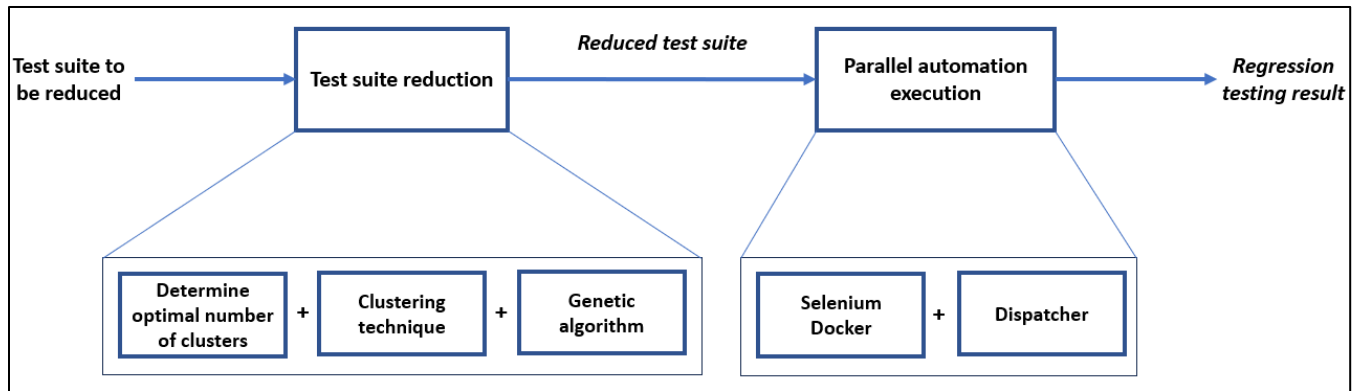 Test suite to
be reduced
Test suite reduction
Reduced test suite
Parallel automation
execution
Regression
testing result
Determine
optimal number
of clusters
+
Clustering
technique
+
Genetic
algorithm
Selenium
Docker
+
Dispatcher